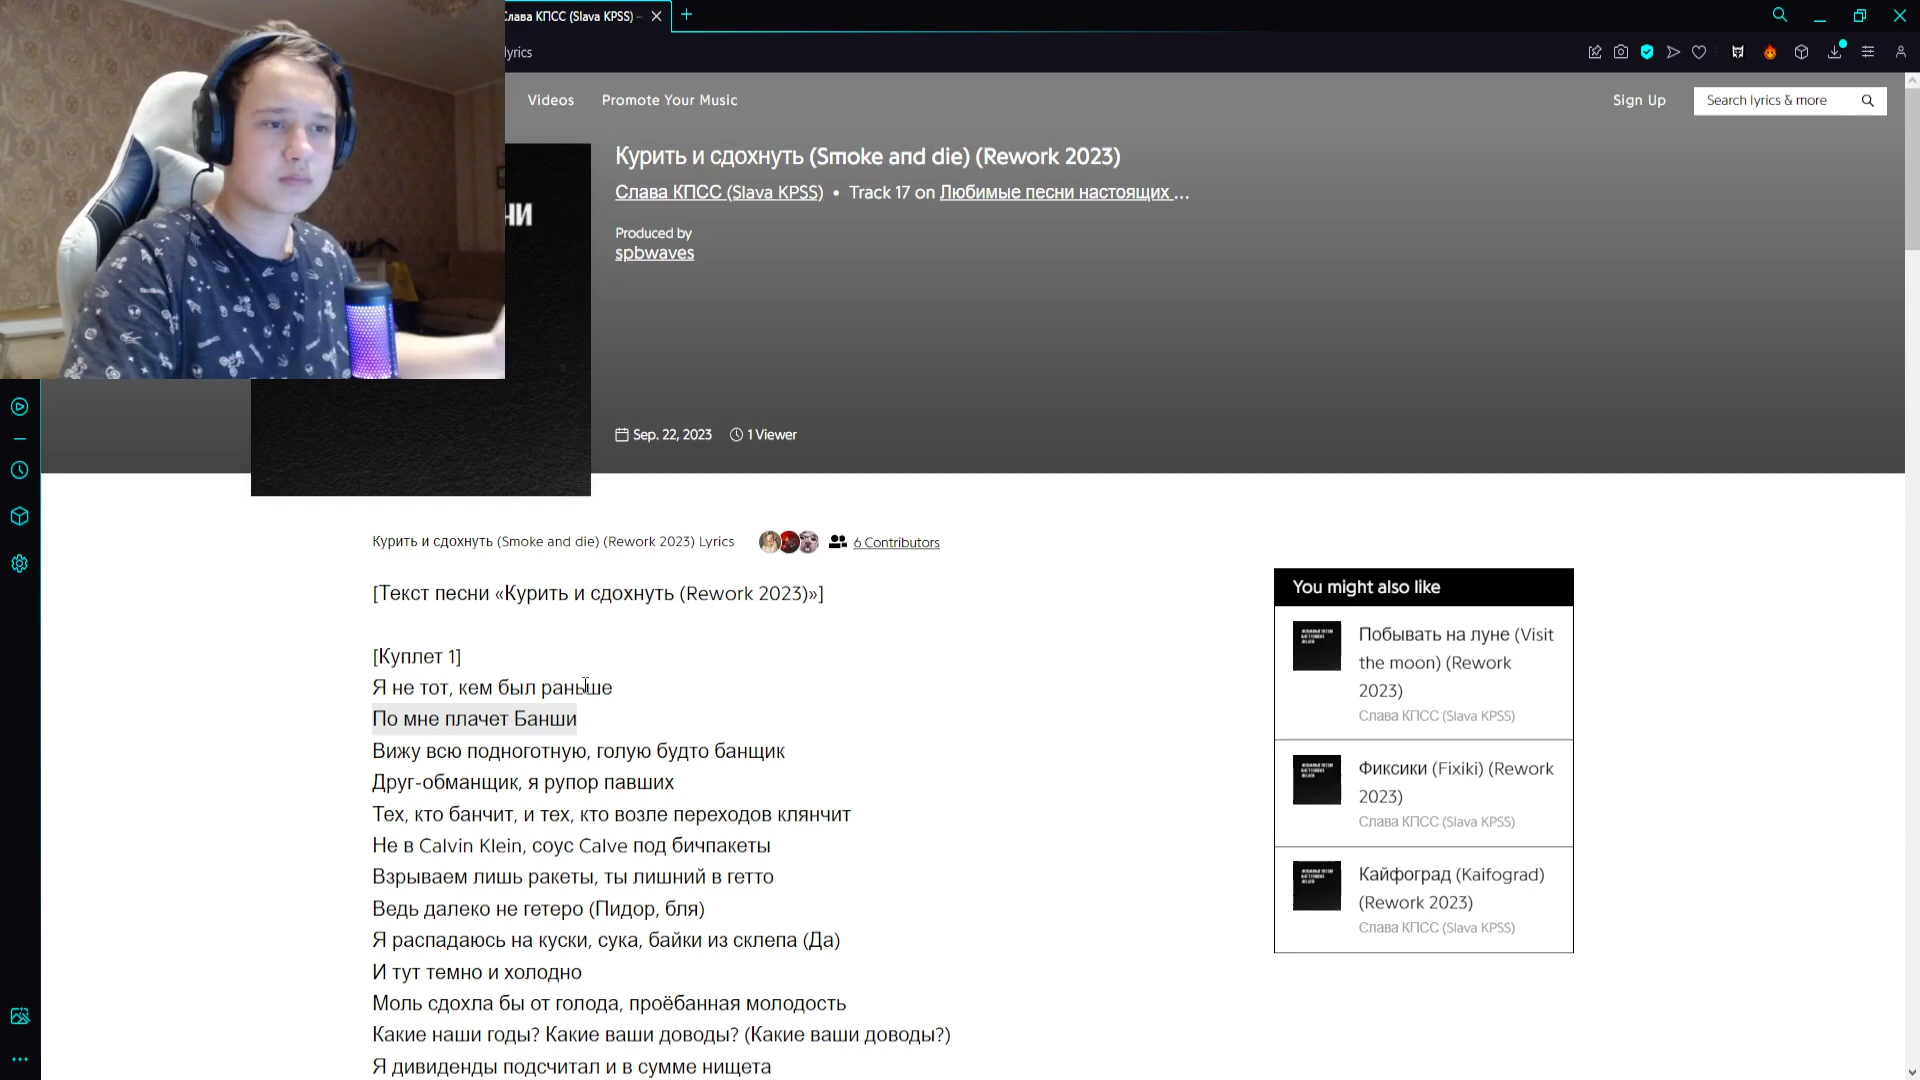 Слава КПСС (Slava KPSS) –
lyrics
Videos
Promote Your Music
Sign Up
Search lyrics & more
НИ
Курить и сдохнуть (Smoke and die) (Rework 2023)
Слава КПСС (Slava KPSS) • Track 17 on Любимые песни настоящих ...
Produced by
spbwaves
Sep. 22, 2023
1 Viewer
Курить и сдохнуть (Smoke and die) (Rework 2023) Lyrics
6 Contributors
[Текст песни «Курить и сдохнуть (Rework 2023)»]
[Куплет 1]
Я не тот, кем был раньше
По мне плачет Банши
Вижу всю подноготную, голую будто банщик
Друг-обманщик, я рупор павших
Тех, кто банчит, и тех, кто возле переходов клянчит
Не в Calvin Klein, соус Calve под бичпакеты
Взрываем лишь ракеты, ты лишний в гетто
Ведь далеко не гетеро (Пидор, бля)
Я распадаюсь на куски, сука, байки из склепа (Да)
И тут темно и холодно
Моль сдохла бы от голода, проёбанная молодость
Какие наши годы? Какие ваши доводы? (Какие ваши доводы?)
Я дивиденды подсчитал и в сумме нищета
You might also like
Побывать на луне (Visit
the moon) (Rework
2023)
Слава КПСС (Slava KPSS)
Фиксики (Fixiki) (Rework
2023)
Слава КПСС (Slava KPSS)
Кайфоград (Kaifograd)
(Rework 2023)
Слава КПСС (Slava KPSS)